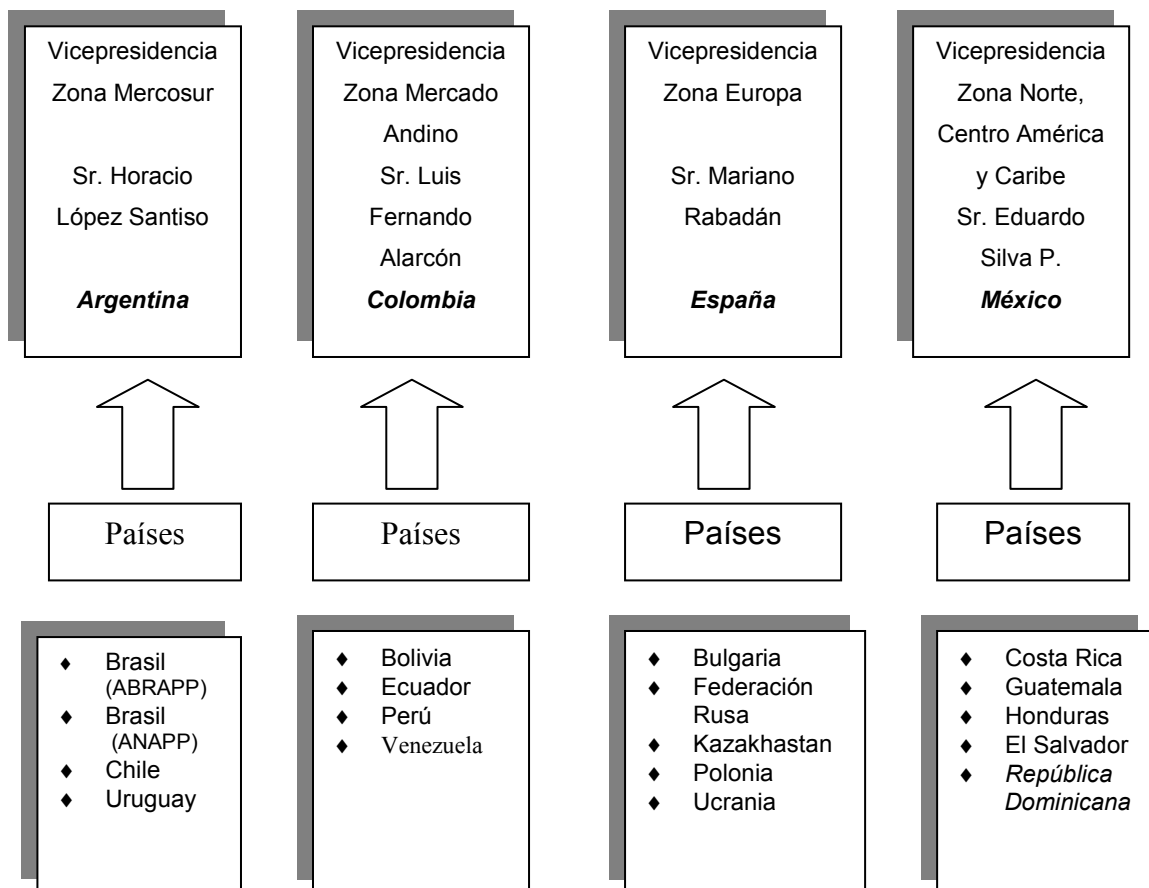 Vicepresidencia
Zona Mercosur
Sr. Horacio
López Santiso
Argentina
Vicepresidencia
Zona Mercado
Andino
Sr. Luis
Fernando
Alarcón
Colombia
Vicepresidencia
Zona Europa
Sr. Mariano
Rabadán
España
Vicepresidencia
Zona Norte,
Centro América
y Caribe
Sr. Eduardo
Silva P.
México
Países
Países
Países
Países
♦ Brasil
(ABRAPP)
♦ Brasil
(ANAPP)
♦ Chile
♦ Uruguay
♦ Bolivia
♦ Ecuador
♦ Perú
♦ Venezuela
♦ Bulgaria
♦ Federación
Rusa
♦ Kazakhastan
♦ Polonia
♦ Ucrania
♦ Costa Rica
♦ Guatemala
♦ Honduras
♦ El Salvador
♦ República
Dominicana